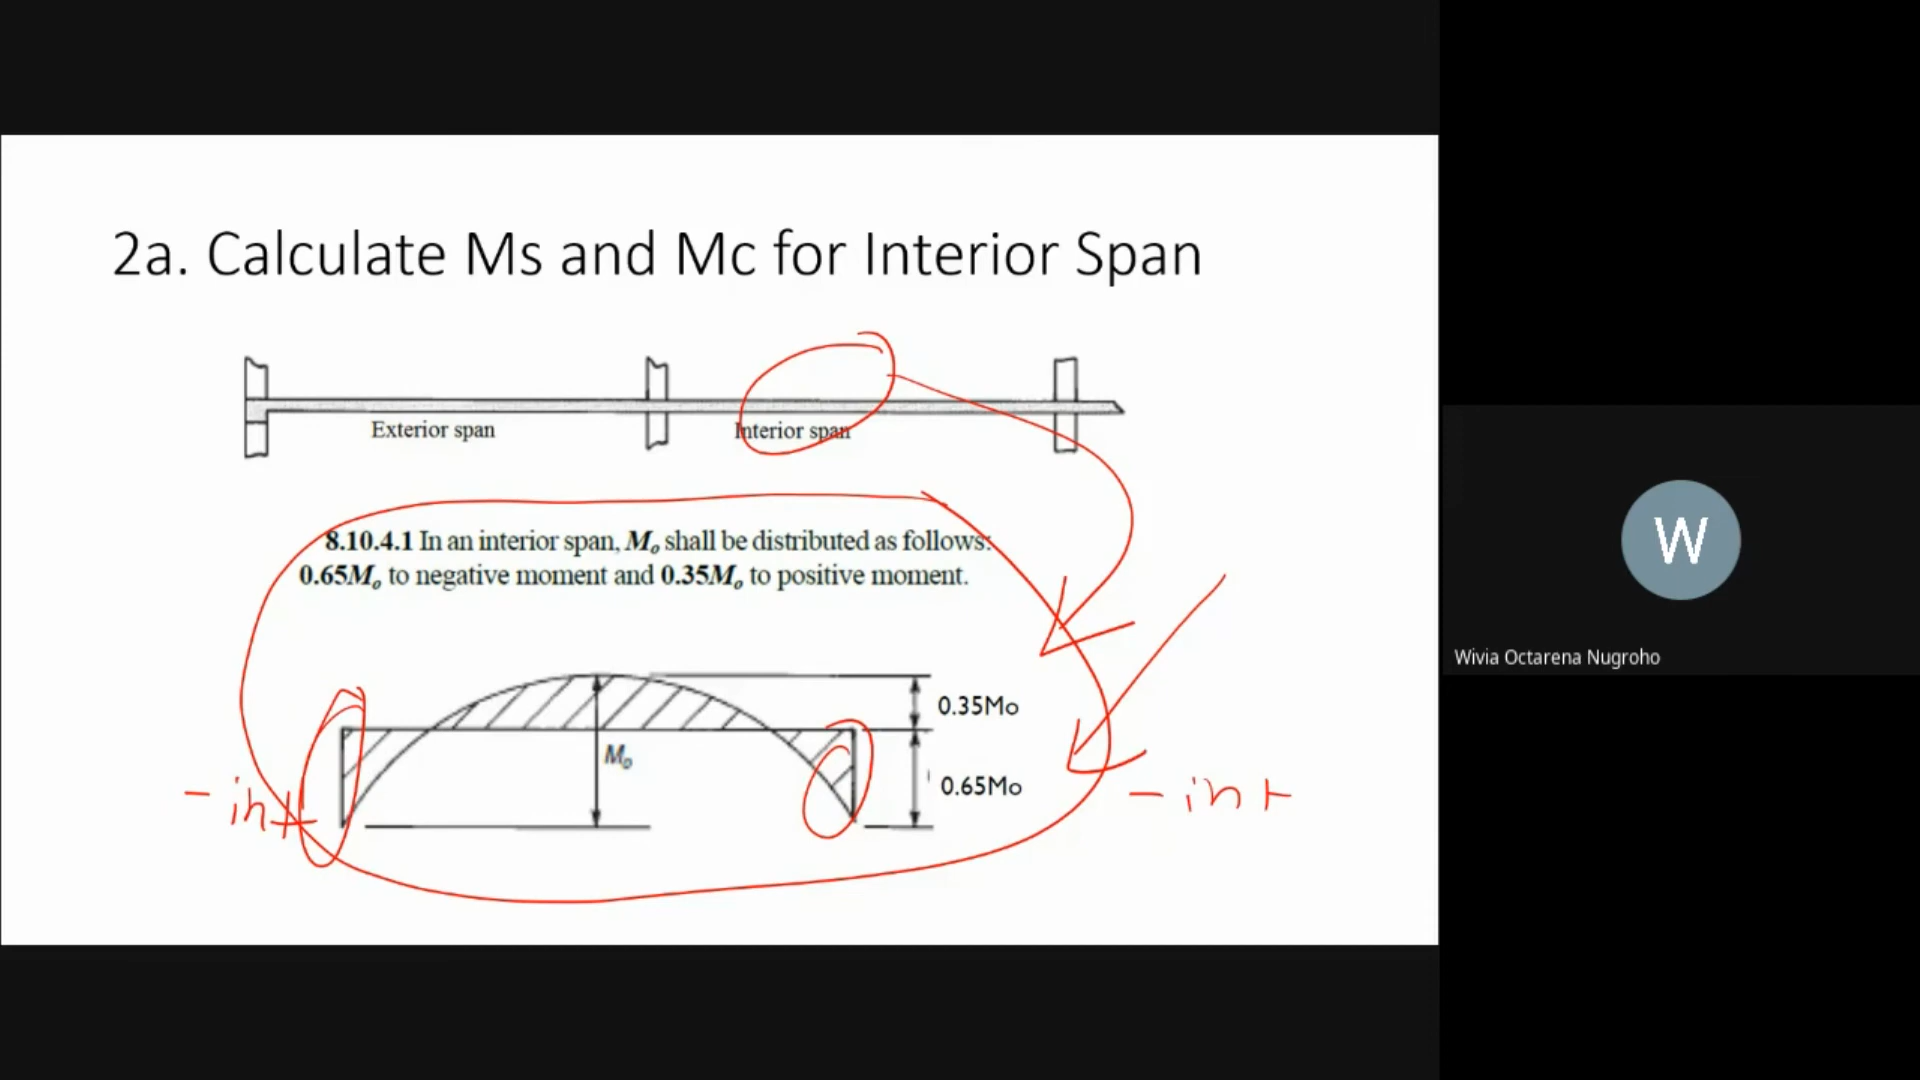 2a. Calculate Ms and Mc for Interior Span
Exterior span
Interior span
8.10.4.1 In an interior span, Mₒ shall be distributed as follows:
0.65Mₒ to negative moment and 0.35Mₒ to positive moment.
0.35Mo
Mₒ
0.65Mo
- int
- int
W
Wivia Octarena Nugroho